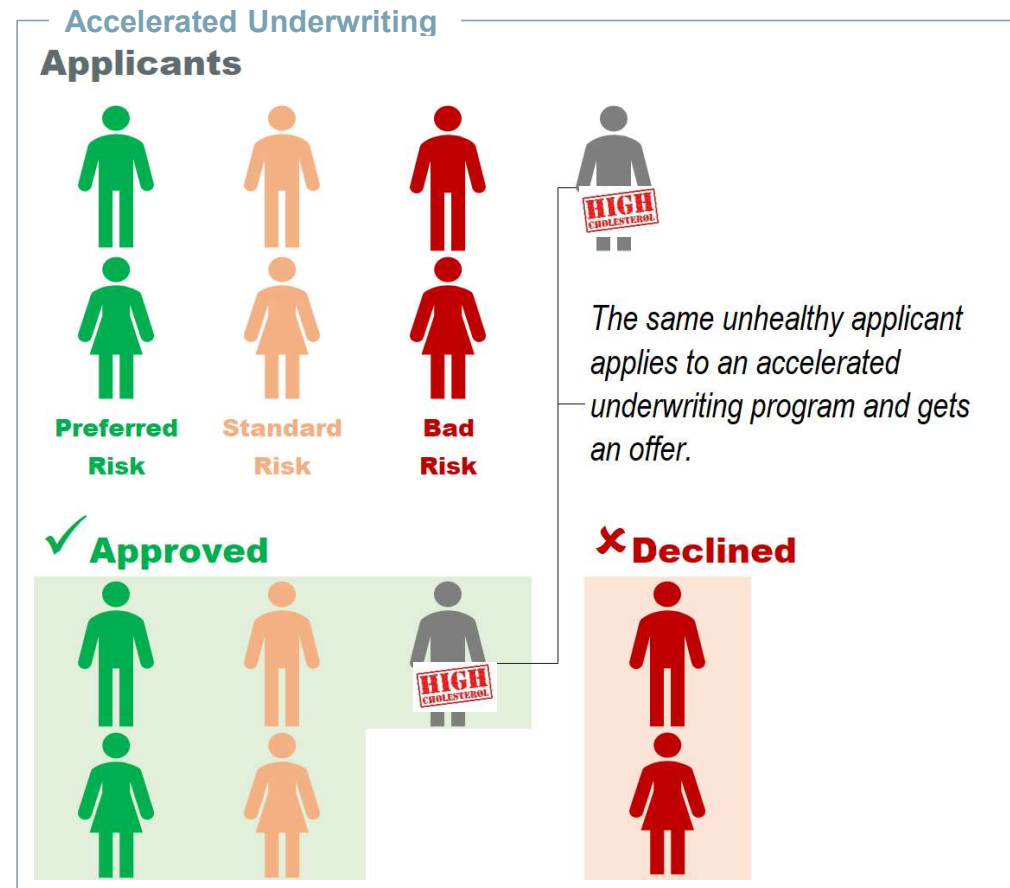 Accelerated Underwriting
Applicants
HIGH
CHOLESTEROL
The same unhealthy applicant
applies to an accelerated
underwriting program and gets
an offer.
Preferred
Risk
Standard
Risk
Bad
Risk
✓Approved
✘Declined
HIGH
CHOLESTEROL